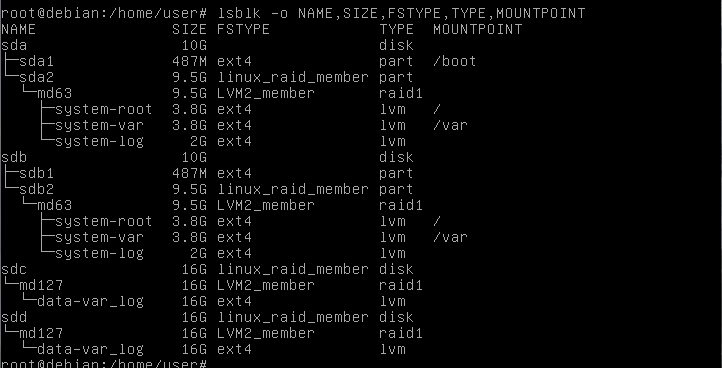 root@debian:/home/user# lsblk -o NAME,SIZE,FSTYPE,TYPE,MOUNTPOINT
NAME                SIZE FSTYPE            TYPE  MOUNTPOINT
sda                  10G                   disk
├─sda1              487M ext4              part  /boot
└─sda2              9.5G linux_raid_member part
  └─md63            9.5G LVM2_member       raid1
    ├─system-root   3.8G ext4              lvm   /
    ├─system-var    3.8G ext4              lvm   /var
    └─system-log      2G ext4              lvm
sdb                  10G                   disk
├─sdb1              487M ext4              part
└─sdb2              9.5G linux_raid_member part
  └─md63            9.5G LVM2_member       raid1
    ├─system-root   3.8G ext4              lvm   /
    ├─system-var    3.8G ext4              lvm   /var
    └─system-log      2G ext4              lvm
sdc                  16G linux_raid_member disk
└─md127              16G LVM2_member       raid1
  └─data-var_log     16G ext4              lvm
sdd                  16G linux_raid_member disk
└─md127              16G LVM2_member       raid1
  └─data-var_log     16G ext4              lvm
root@debian:/home/user#